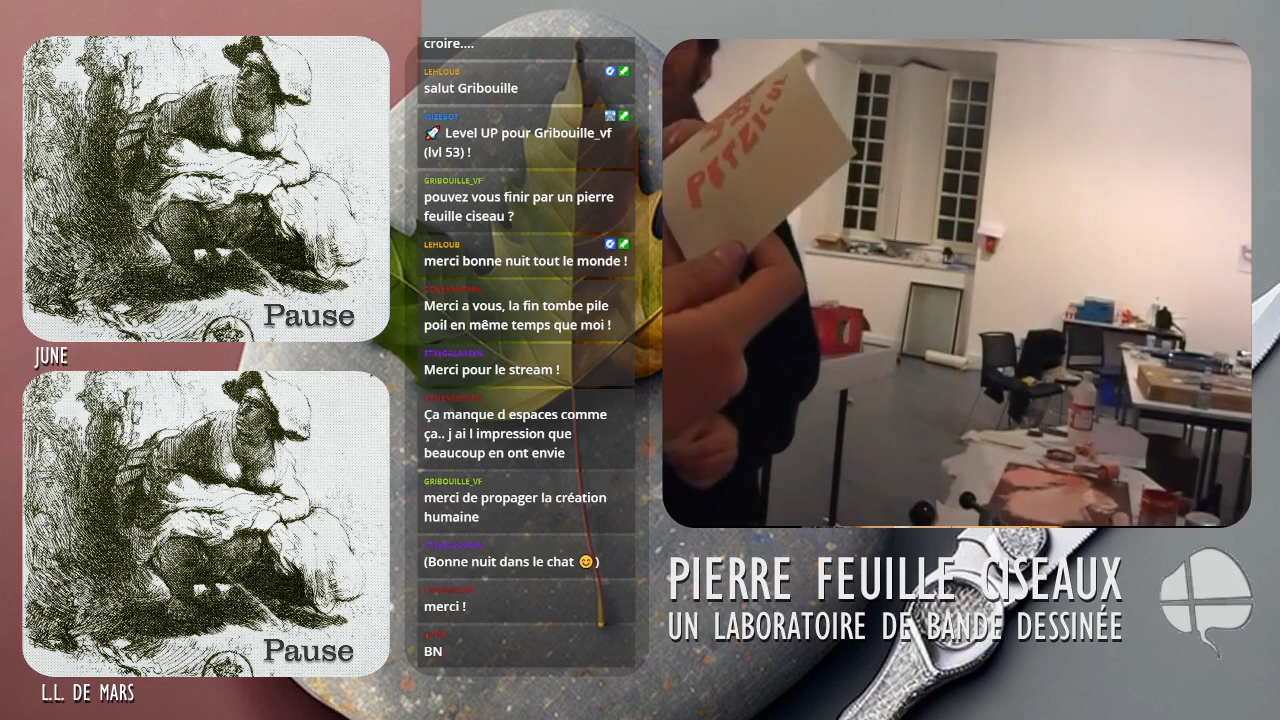 Pause
JUNE
Pause
L.L. DE MARS
croire....
LEHLOUB
salut Gribouille
WIZEBOT
🚀 Level UP pour Gribouille_vf
(lvl 53) !
GRIBOUILLE_VF
pouvez vous finir par un pierre
feuille ciseau ?
LEHLOUB
merci bonne nuit tout le monde !
Merci a vous, la fin tombe pile
poil en même temps que moi !
STREGALARSEN
Merci pour le stream !
Ça manque d espaces comme
ça.. j ai l impression que
beaucoup en ont envie
GRIBOUILLE_VF
merci de propager la création
humaine
STREGALARSEN
(Bonne nuit dans le chat 😊)
merci !
BN
PIERRE FEUILLE CISEAUX
UN LABORATOIRE DE BANDE DESSINÉE